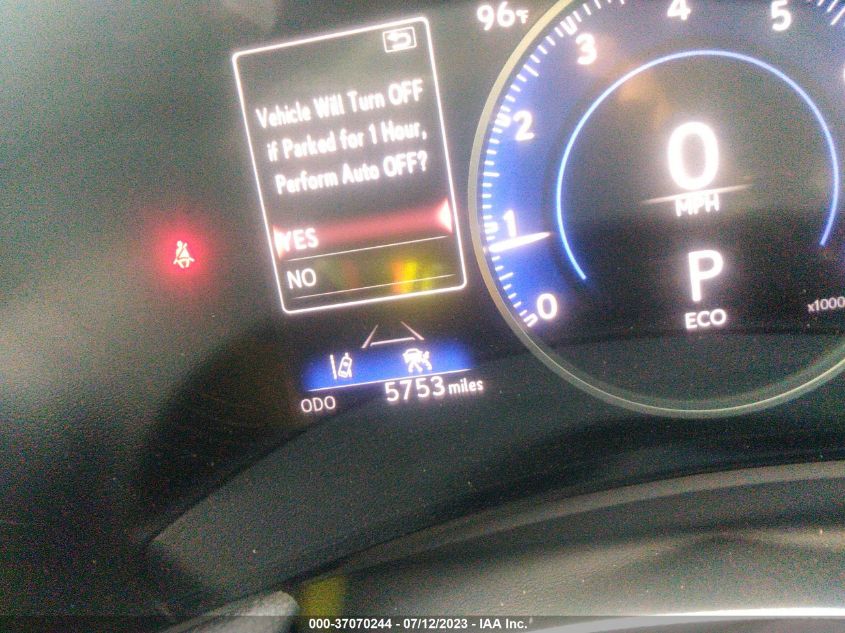 96°F
Vehicle Will Turn OFF
if Parked for 1 Hour,
Perform Auto OFF?
YES
NO
ODO 5753 miles
0 1 2 3 4 5
0
MPH
P
ECO
x1000
000-37070244 - 07/12/2023 - IAA Inc.